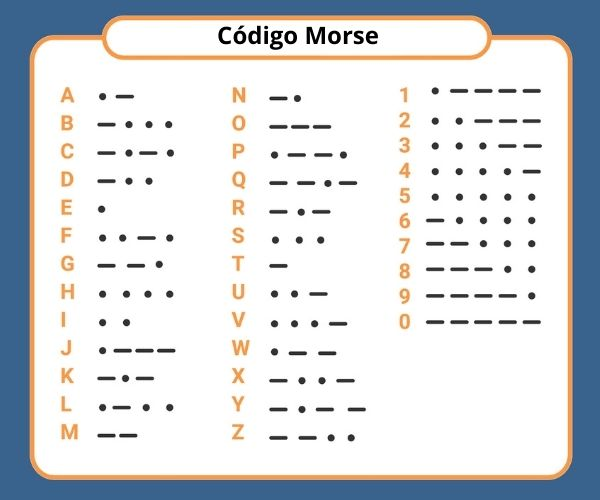 Código Morse
A • —
B — • • •
C — • — •
D — • •
E •
F • • — •
G — — •
H • • • •
I • •
J • — — —
K — • —
L • — • •
M — —
N — •
O — — —
P • — — •
Q — — • —
R — • —
S • • •
T —
U • • —
V • • • —
W • — —
X — • • —
Y — • — —
Z — — • •
1 • — — — —
2 • • — — —
3 • • • — —
4 • • • • —
5 • • • • •
6 — • • • •
7 — — • • •
8 — — — • •
9 — — — — •
0 — — — — —